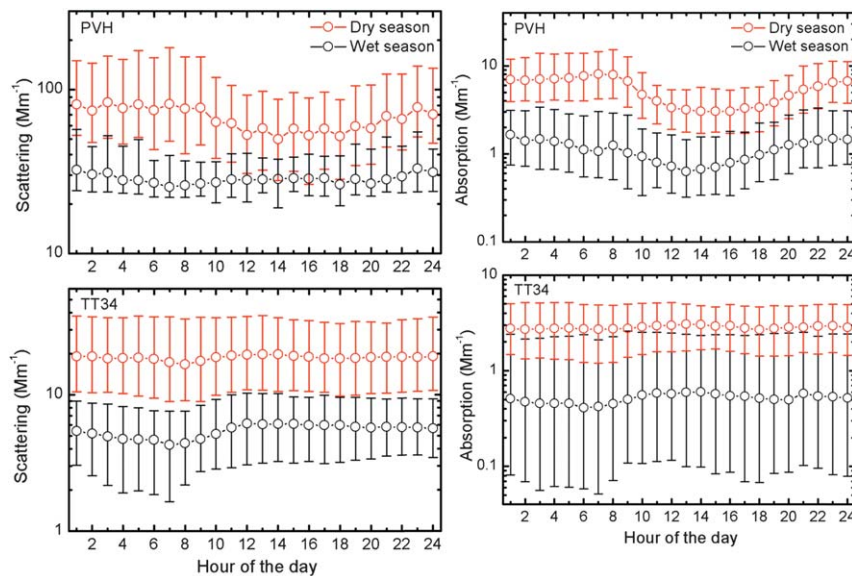 PVH
Dry season
Wet season
Scattering (Mm⁻¹)
100
10
2 4 6 8 10 12 14 16 18 20 22 24
PVH
Dry season
Wet season
Absorption (Mm⁻¹)
10
1
0.1
2 4 6 8 10 12 14 16 18 20 22 24
TT34
Scattering (Mm⁻¹)
10
1
2 4 6 8 10 12 14 16 18 20 22 24
Hour of the day
TT34
Absorption (Mm⁻¹)
10
1
0.1
2 4 6 8 10 12 14 16 18 20 22 24
Hour of the day